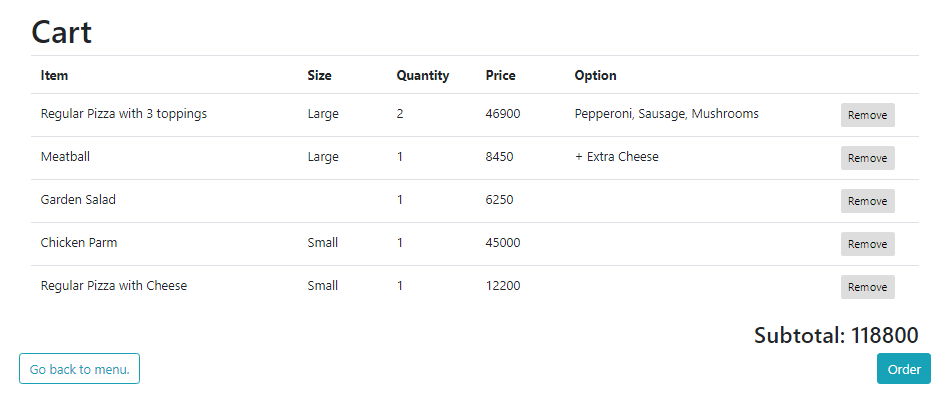 Cart
Item Size Quantity Price Option
Regular Pizza with 3 toppings Large 2 46900 Pepperoni, Sausage, Mushrooms Remove
Meatball Large 1 8450 + Extra Cheese Remove
Garden Salad 1 6250 Remove
Chicken Parm Small 1 45000 Remove
Regular Pizza with Cheese Small 1 12200 Remove
Subtotal: 118800
Go back to menu. Order